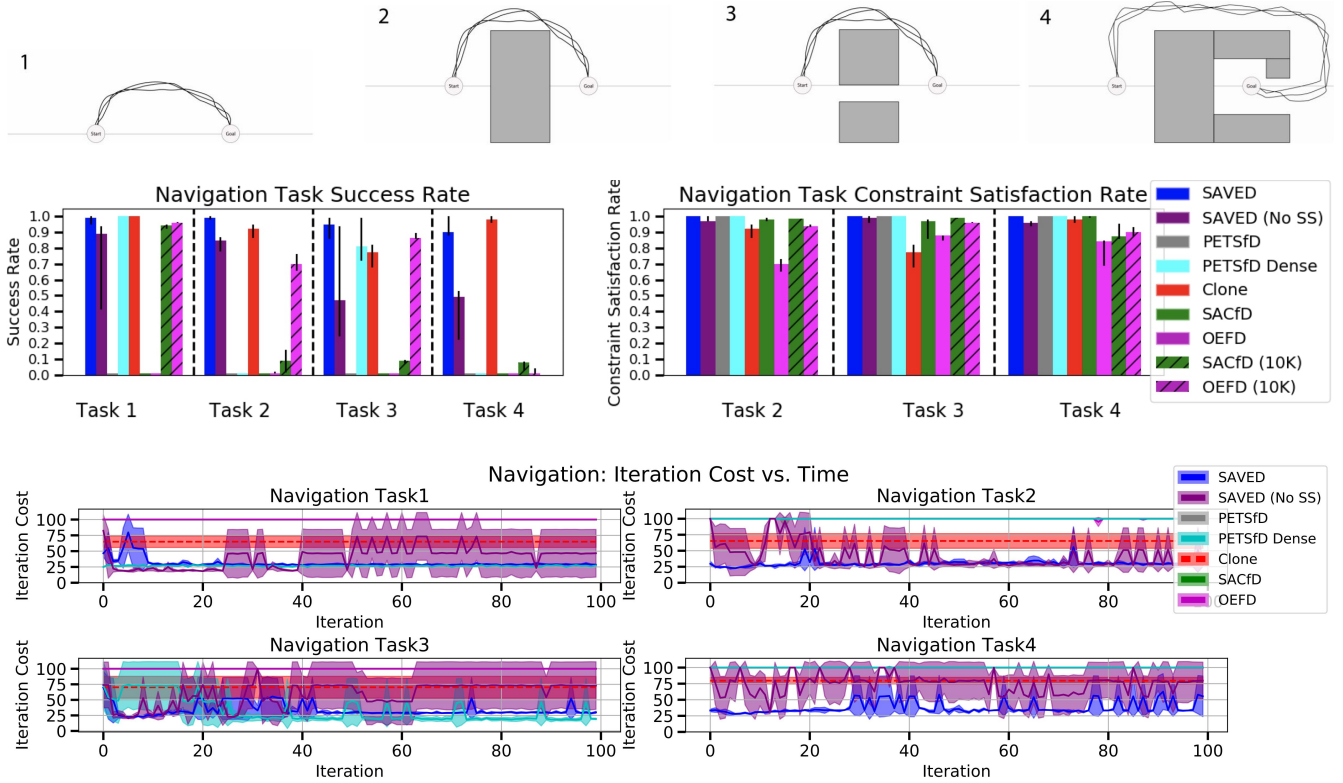 1
2
3
4
Start
Goal
Start
Goal
Start
Goal
Start
Goal
Navigation Task Success Rate
Success Rate
1.0
0.9
0.8
0.7
0.6
0.5
0.4
0.3
0.2
0.1
0.0
Task 1
Task 2
Task 3
Task 4
Navigation Task Constraint Satisfaction Rate
Constraint Satisfaction Rate
1.0
0.9
0.8
0.7
0.6
0.5
0.4
0.3
0.2
0.1
0.0
Task 2
Task 3
Task 4
SAVED
SAVED (No SS)
PETSfD
PETSfD Dense
Clone
SACfD
OEFD
SACfD (10K)
OEFD (10K)
Navigation: Iteration Cost vs. Time
Navigation Task1
Iteration Cost
100
75
50
25
0
0
20
40
60
80
100
Iteration
Navigation Task2
Iteration Cost
100
75
50
25
0
0
20
40
60
80
Iteration
SAVED
SAVED (No SS)
PETSfD
PETSfD Dense
Clone
SACfD
OEFD
Navigation Task3
Iteration Cost
100
75
50
25
0
0
20
40
60
80
100
Iteration
Navigation Task4
Iteration Cost
100
75
50
25
0
0
20
40
60
80
100
Iteration